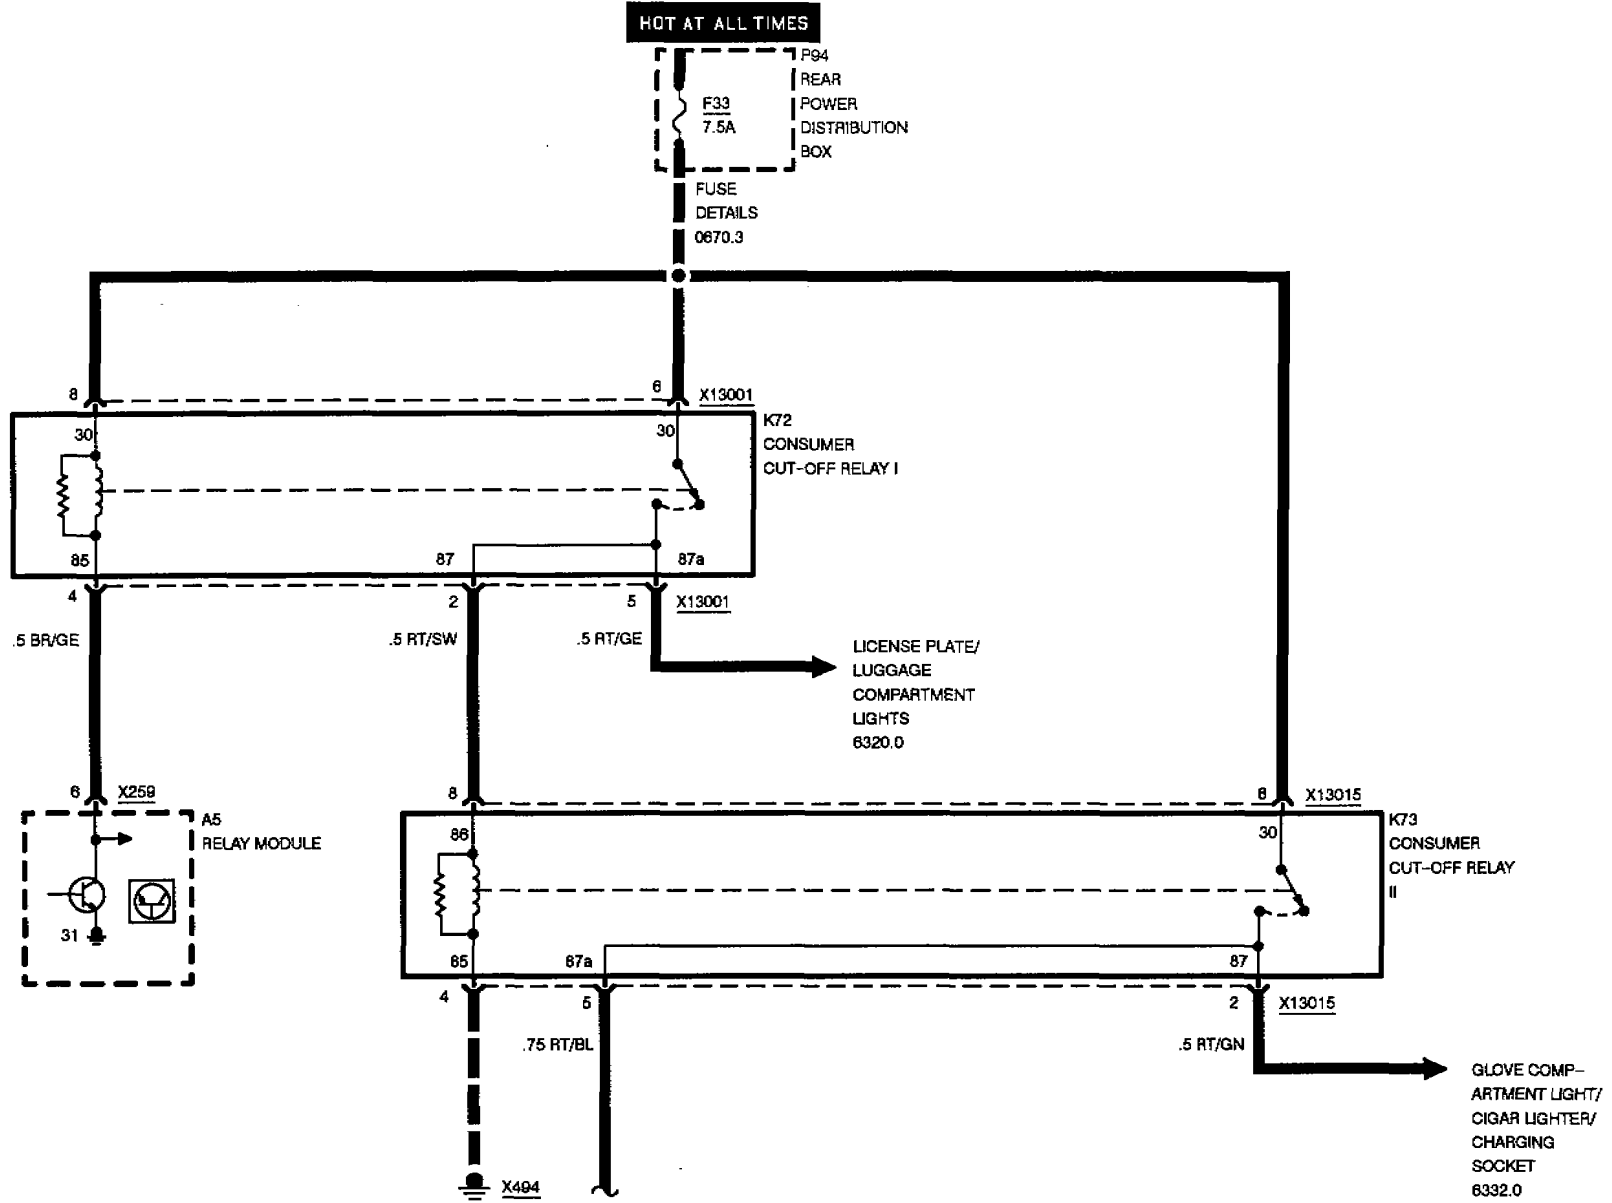 HOT AT ALL TIMES
P94
REAR
POWER
DISTRIBUTION
BOX
F33
7.5A
FUSE
DETAILS
0670.3
8
6
X13001
30
30
K72
CONSUMER
CUT-OFF RELAY I
85
87
87a
4
2
5
X13001
.5 BR/GE
.5 RT/SW
.5 RT/GE
LICENSE PLATE/
LUGGAGE
COMPARTMENT
LIGHTS
6320.0
6
X259
A5
RELAY MODULE
31
8
6
X13015
86
30
K73
CONSUMER
CUT-OFF RELAY
II
85
87a
87
4
5
2
X13015
.75 RT/BL
.5 RT/GN
GLOVE COMP-
ARTMENT LIGHT/
CIGAR LIGHTER/
CHARGING
SOCKET
6332.0
X494